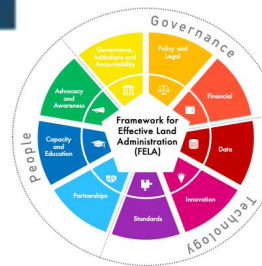 Governance
Governance,
Institutions and
Accountability
Policy and
Legal
Advocacy
and
Awareness
Financial
Framework for
Effective Land
Administration
(FELA)
People
Capacity
and
Education
Data
Partnerships
Innovation
Standards
Technology